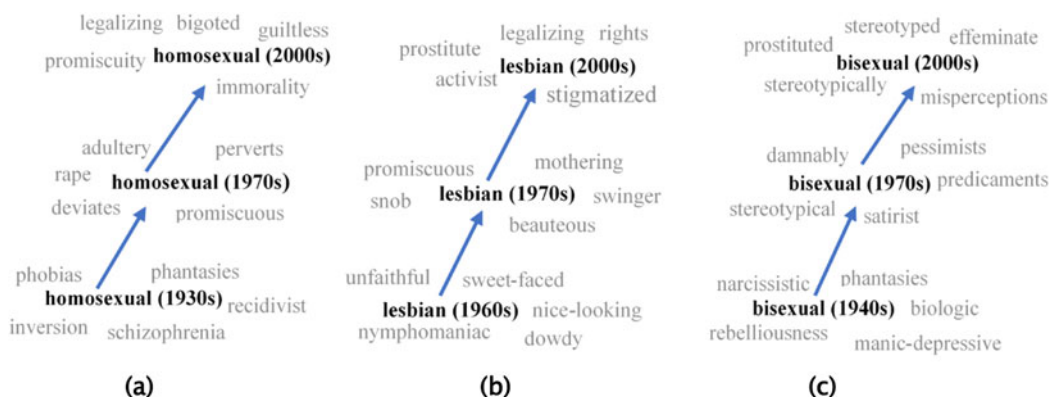 legalizing bigoted guiltless
homosexual (2000s)
promiscuity
immorality
adultery perverts
rape
homosexual (1970s)
deviates promiscuous
phobias phantasies
homosexual (1930s) recidivist
inversion schizophrenia
(a)
prostitute legalizing rights
lesbian (2000s)
activist
stigmatized
promiscuous mothering
snob lesbian (1970s) swinger
beauteous
unfaithful sweet-faced
lesbian (1960s) nice-looking
nymphomaniac dowdy
(b)
stereotyped
prostituted effeminate
bisexual (2000s)
stereotypically misperceptions
damnably pessimists
bisexual (1970s) predicaments
stereotypical satirist
narcissistic phantasies
bisexual (1940s) biologic
rebelliousness manic-depressive
(c)